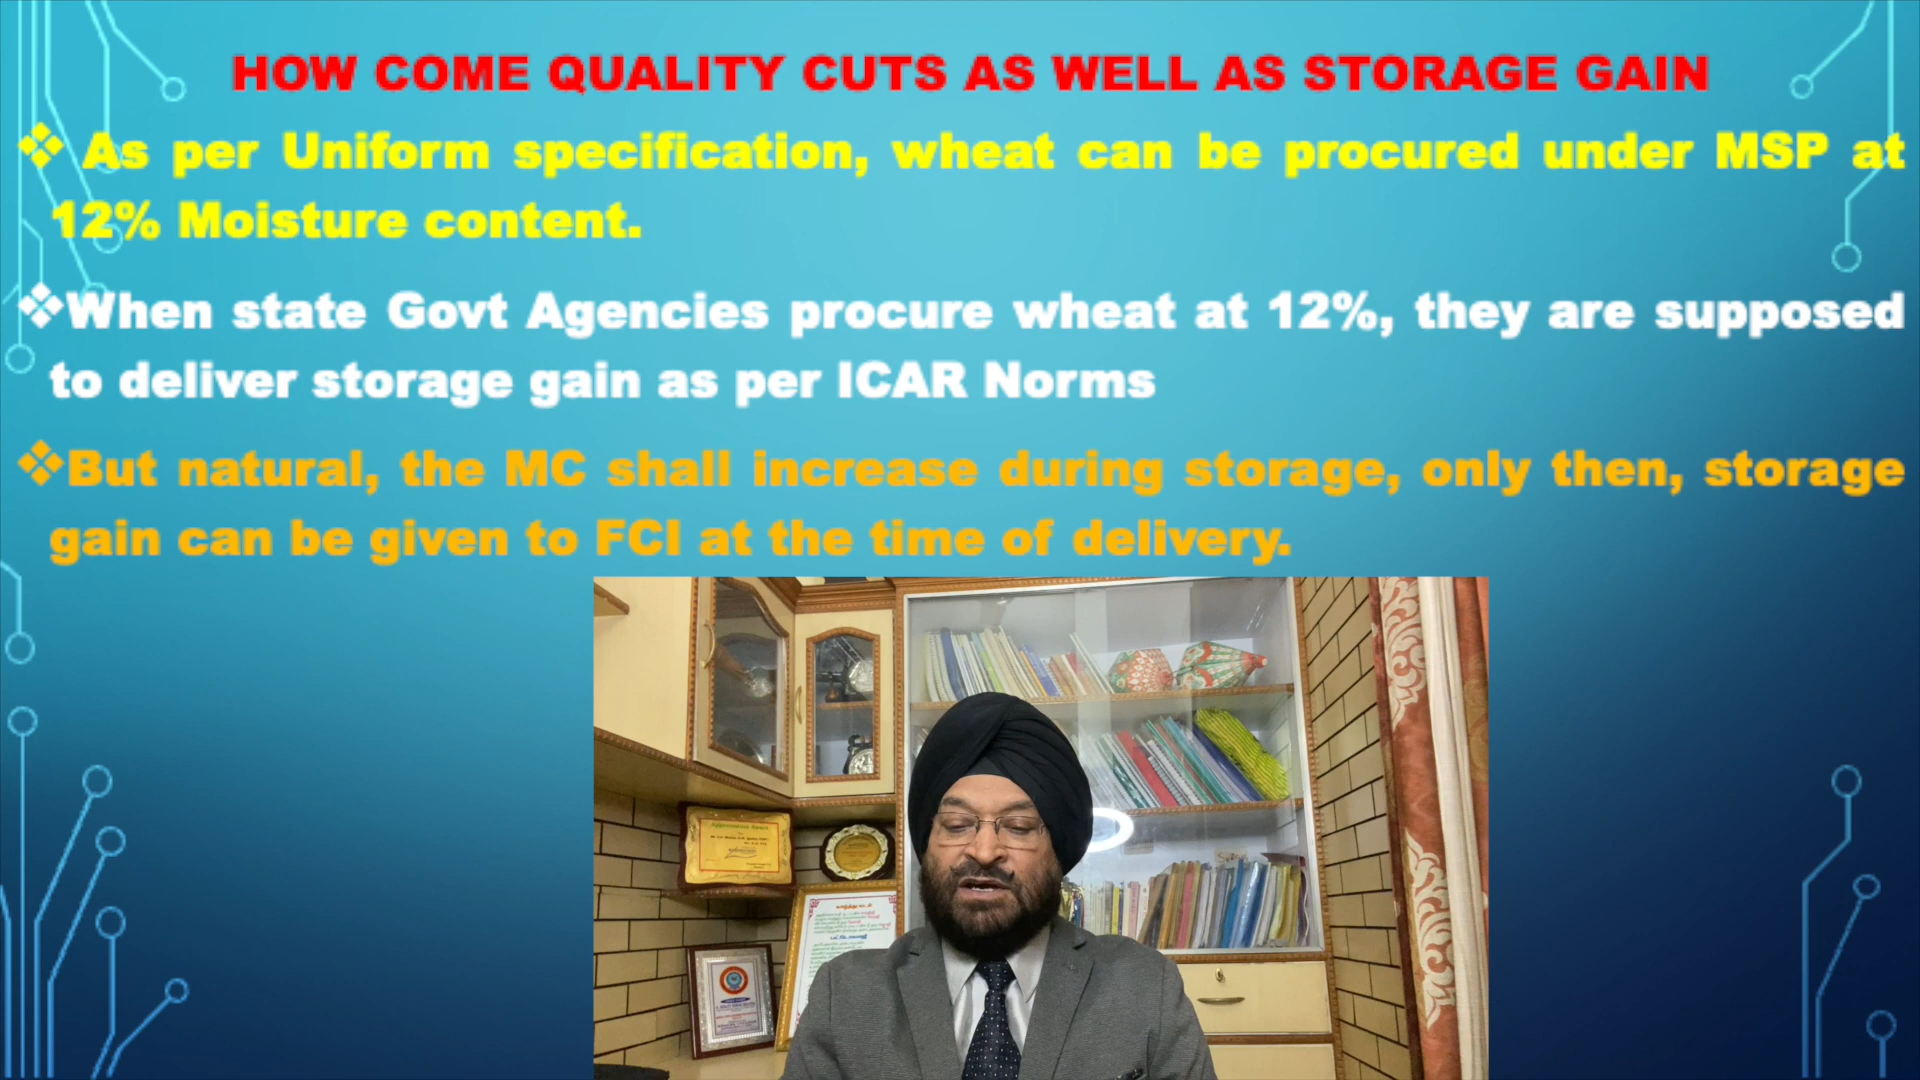 HOW COME QUALITY CUTS AS WELL AS STORAGE GAIN
❖ As per Uniform specification, wheat can be procured under MSP at
12% Moisture content.
❖When state Govt Agencies procure wheat at 12%, they are supposed
to deliver storage gain as per ICAR Norms
❖But natural, the MC shall increase during storage, only then, storage
gain can be given to FCI at the time of delivery.
Appreciation Award